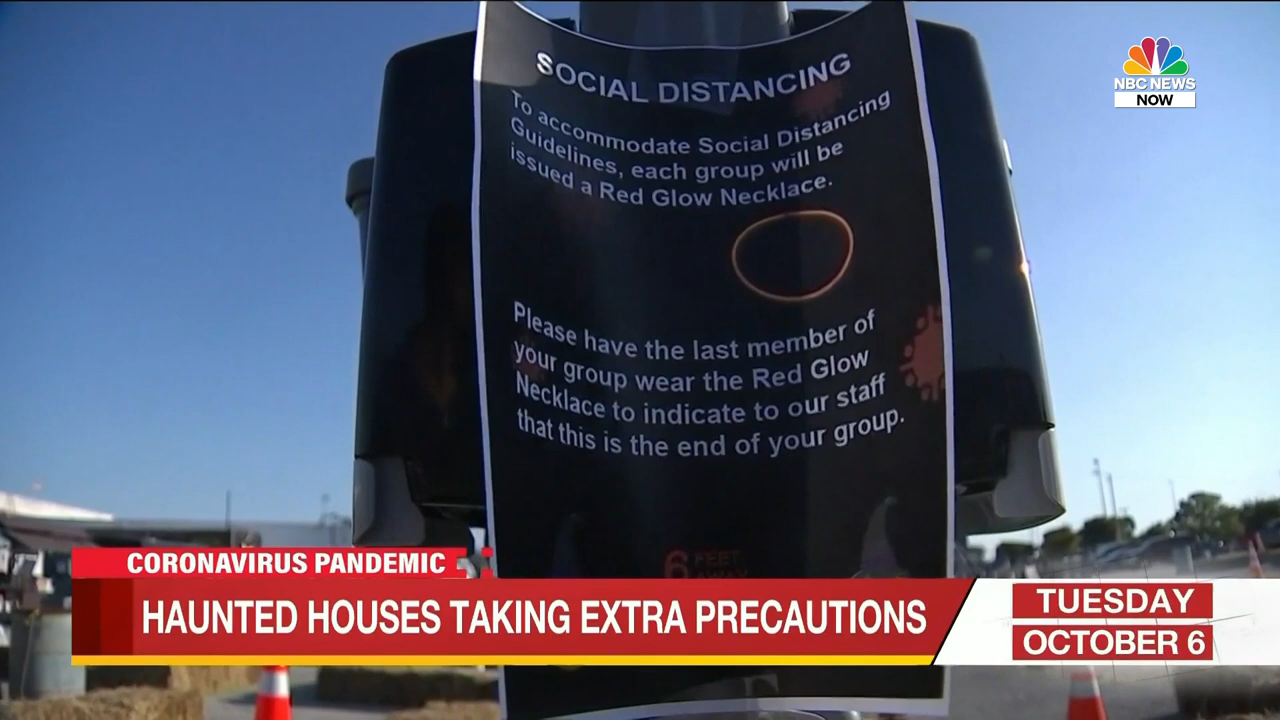 SOCIAL DISTANCING
To accommodate Social Distancing
Guidelines, each group will be
issued a Red Glow Necklace.
Please have the last member of
your group wear the Red Glow
Necklace to indicate to our staff
that this is the end of your group.
6 FEET
AWAY
NBC NEWS
NOW
CORONAVIRUS PANDEMIC
HAUNTED HOUSES TAKING EXTRA PRECAUTIONS
TUESDAY
OCTOBER 6